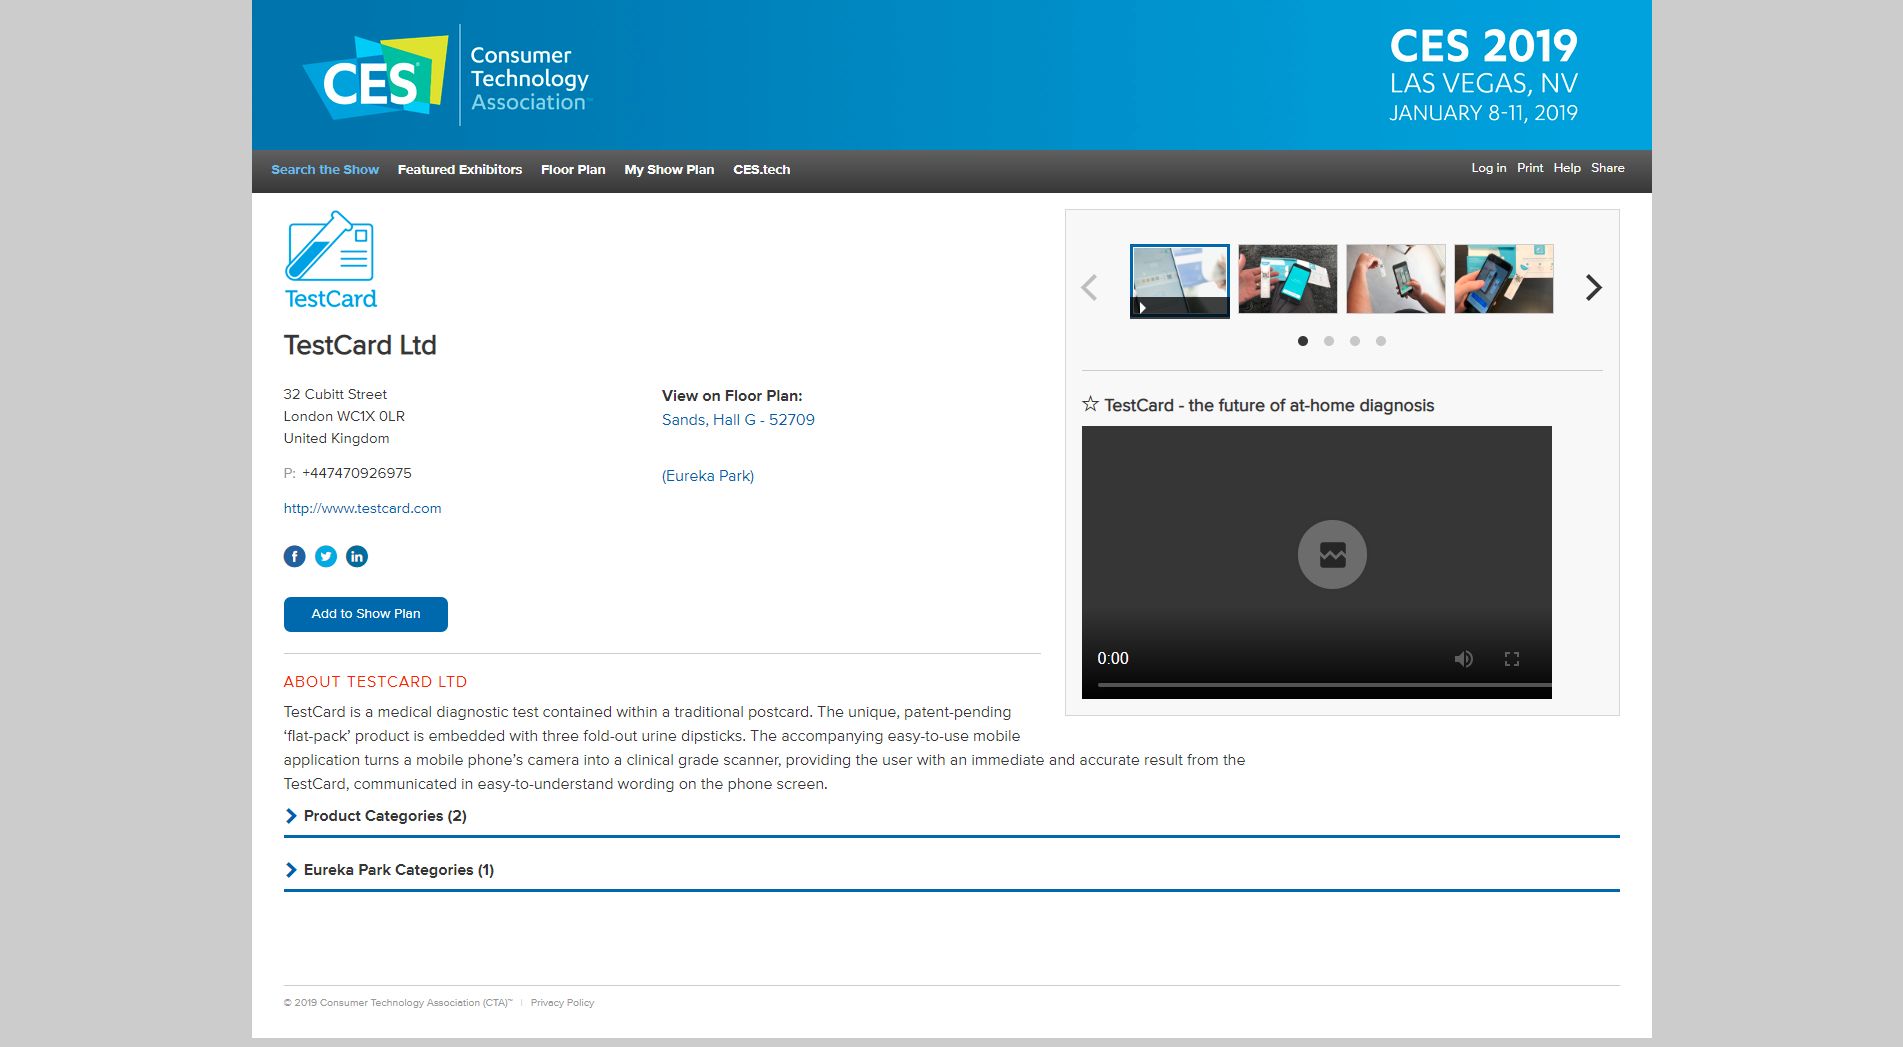 CES
Consumer
Technology
Association™
CES 2019
LAS VEGAS, NV
JANUARY 8-11, 2019
Search the Show Featured Exhibitors Floor Plan My Show Plan CES.tech
Log in Print Help Share
TestCard
TestCard Ltd
32 Cubitt Street
London WC1X 0LR
United Kingdom
P: +447470926975
http://www.testcard.com
View on Floor Plan:
Sands, Hall G - 52709
(Eureka Park)
Add to Show Plan
TestCard - the future of at-home diagnosis
0:00
ABOUT TESTCARD LTD
TestCard is a medical diagnostic test contained within a traditional postcard. The unique, patent-pending
‘flat-pack’ product is embedded with three fold-out urine dipsticks. The accompanying easy-to-use mobile
application turns a mobile phone’s camera into a clinical grade scanner, providing the user with an immediate and accurate result from the
TestCard, communicated in easy-to-understand wording on the phone screen.
Product Categories (2)
Eureka Park Categories (1)
© 2019 Consumer Technology Association (CTA)™ | Privacy Policy